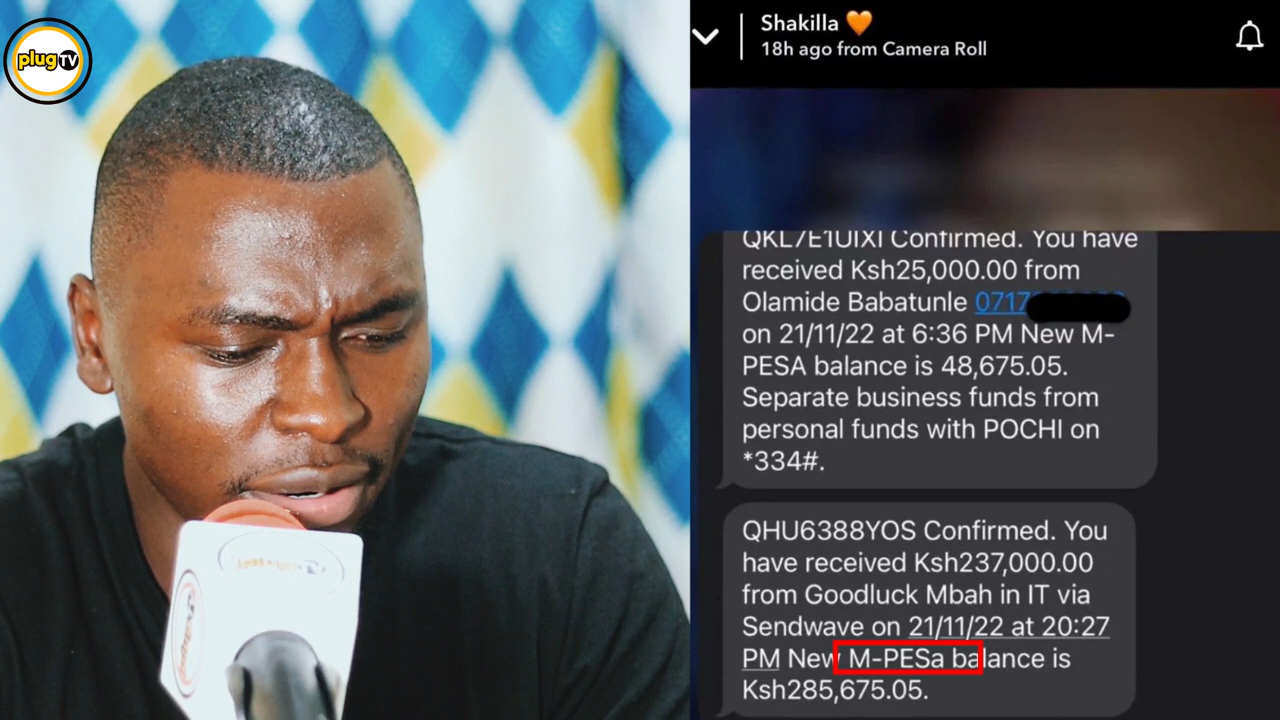 plug TV
Shakilla 🧡
18h ago from Camera Roll
QKL7E1UIXI Confirmed. You have
received Ksh25,000.00 from
Olamide Babatunle 0717
on 21/11/22 at 6:36 PM New M-
PESA balance is 48,675.05.
Separate business funds from
personal funds with POCHI on
*334#.
QHU6388YOS Confirmed. You
have received Ksh237,000.00
from Goodluck Mbah in IT via
Sendwave on 21/11/22 at 20:27
PM New M-PESa balance is
Ksh285,675.05.